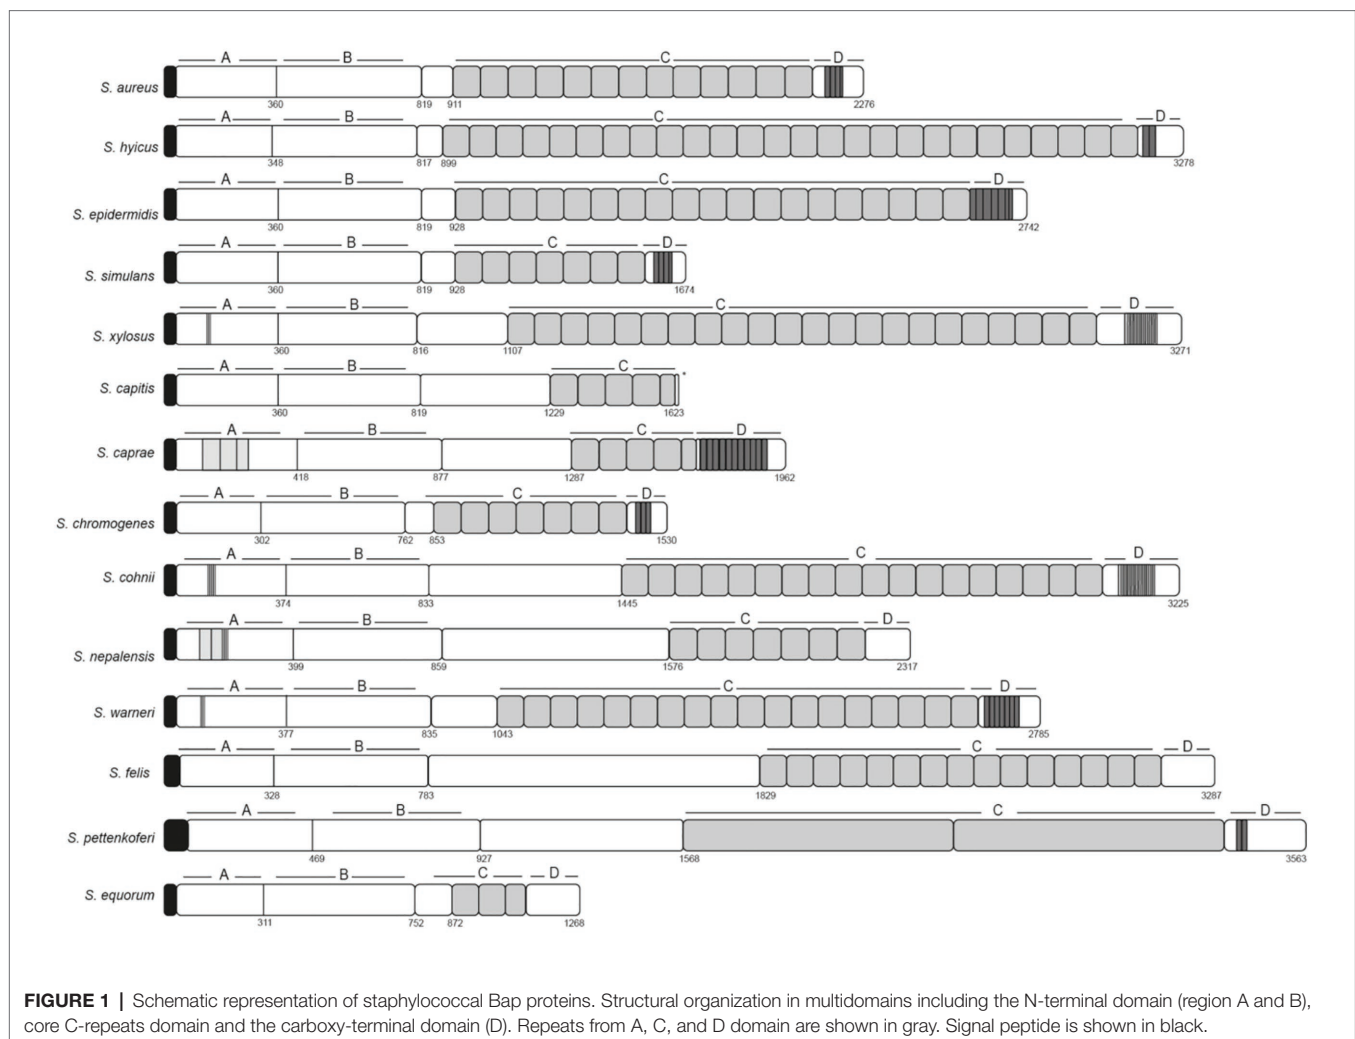 A B C D
S. aureus
360 819 911 2276
A B C D
S. hyicus
348 817 899 3278
A B C D
S. epidermidis
360 819 928 2742
A B C D
S. simulans
360 819 928 1674
A B C D
S. xylosus
360 816 1107 3271
A B C *
S. capitis
360 819 1229 1623
A B C D
S. caprae
418 877 1287 1962
A B C D
S. chromogenes
302 762 853 1530
A B C D
S. cohnii
374 833 1445 3225
A B C D
S. nepalensis
399 859 1576 2317
A B C D
S. warneri
377 835 1043 2785
A B C D
S. felis
328 783 1829 3287
A B C D
S. pettenkoferi
469 927 1568 3563
A B C D
S. equorum
311 752 872 1268
FIGURE 1 | Schematic representation of staphylococcal Bap proteins. Structural organization in multidomains including the N-terminal domain (region A and B),
core C-repeats domain and the carboxy-terminal domain (D). Repeats from A, C, and D domain are shown in gray. Signal peptide is shown in black.